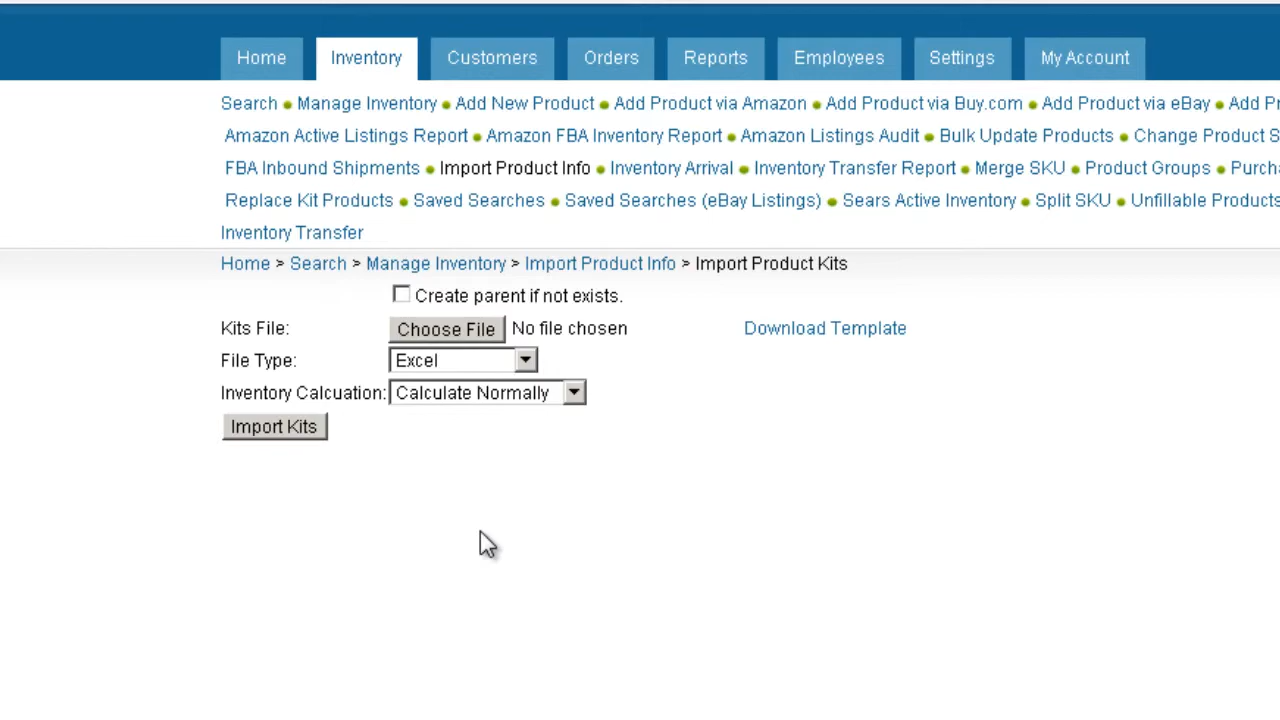 Home Inventory Customers Orders Reports Employees Settings My Account
Search • Manage Inventory • Add New Product • Add Product via Amazon • Add Product via Buy.com • Add Product via eBay •
Amazon Active Listings Report • Amazon FBA Inventory Report • Amazon Listings Audit • Bulk Update Products • Change Product
FBA Inbound Shipments • Import Product Info • Inventory Arrival • Inventory Transfer Report • Merge SKU • Product Groups •
Replace Kit Products • Saved Searches • Saved Searches (eBay Listings) • Sears Active Inventory • Split SKU • Unfillable Products
Inventory Transfer
Home > Search > Manage Inventory > Import Product Info > Import Product Kits
Create parent if not exists.
Kits File: Choose File No file chosen Download Template
File Type: Excel
Inventory Calcuation: Calculate Normally
Import Kits